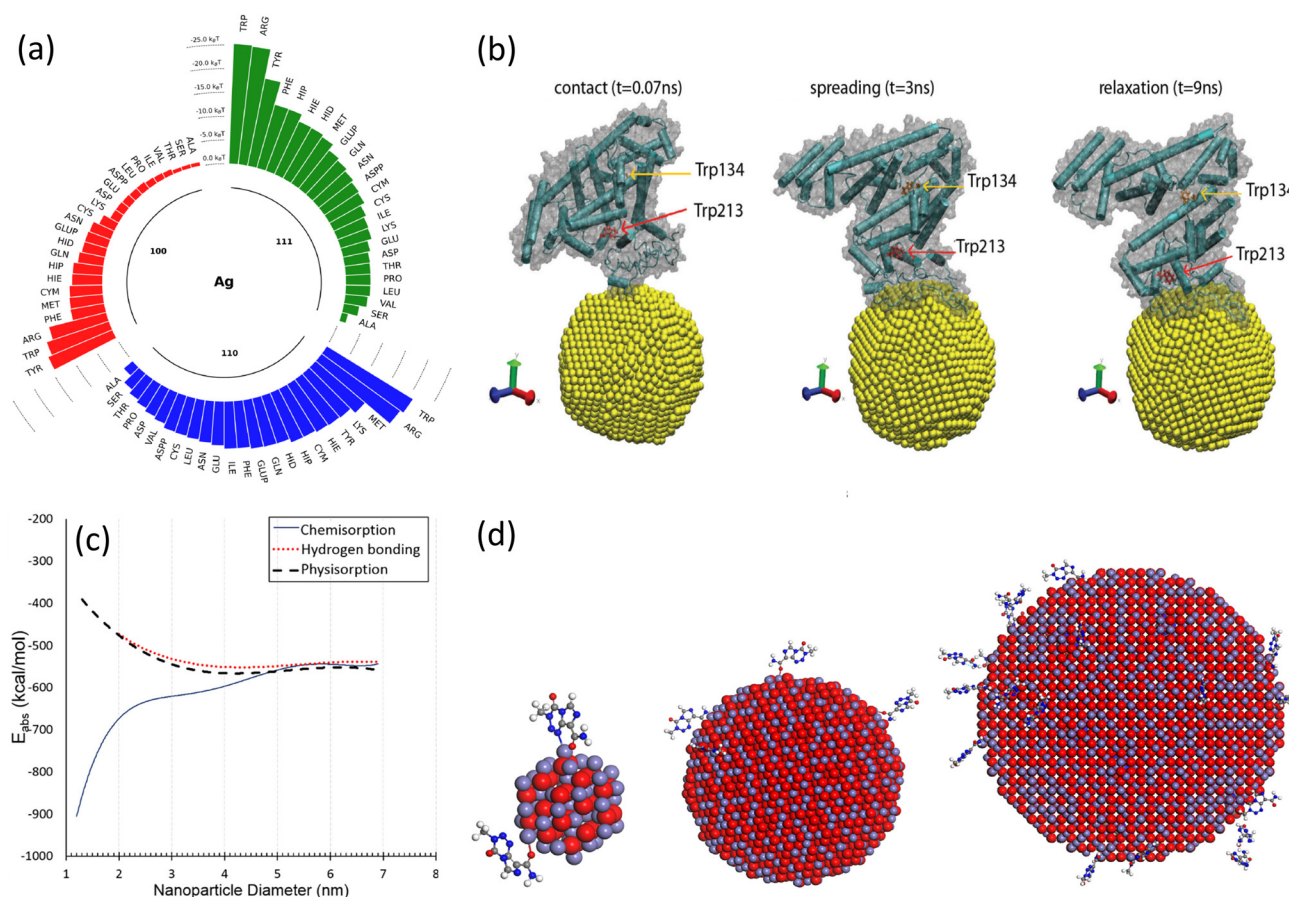 (a)
-25.0 kBT
-20.0 kBT
-15.0 kBT
-10.0 kBT
-5.0 kBT
0.0 kBT
TRP
ARG
TYR
PHE
HIP
HIE
HID
MET
GLUP
GLN
ASN
ASPP
CYM
CYS
ILE
LYS
GLU
ASP
THR
PRO
LEU
VAL
SER
ALA
111
TRP
ARG
MET
LYS
TYR
HIE
CYM
HIP
HID
GLN
GLUP
PHE
ILE
GLU
ASN
LEU
CYS
ASPP
VAL
ASP
PRO
THR
SER
ALA
110
TYR
TRP
ARG
PHE
MET
CYM
HIE
HIP
GLN
HID
GLUP
ASN
CYS
LYS
ASP
GLU
ASPP
LEU
PRO
ILE
VAL
THR
SER
ALA
100
Ag
(b)
contact (t=0.07ns)
spreading (t=3ns)
relaxation (t=9ns)
Trp134
Trp213
Trp134
Trp213
Trp134
Trp213
(c)
Chemisorption
Hydrogen bonding
Physisorption
-200
-300
-400
-500
-600
-700
-800
-900
-1000
Eabs (kcal/mol)
1 2 3 4 5 6 7 8
Nanoparticle Diameter (nm)
(d)